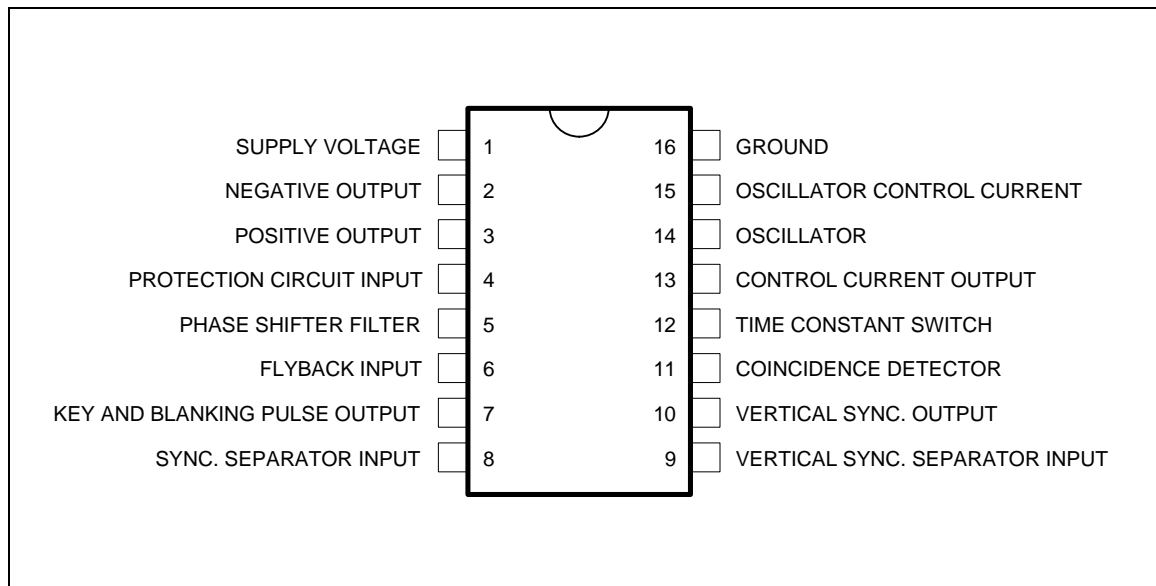 SUPPLY VOLTAGE 1 16 GROUND
NEGATIVE OUTPUT 2 15 OSCILLATOR CONTROL CURRENT
POSITIVE OUTPUT 3 14 OSCILLATOR
PROTECTION CIRCUIT INPUT 4 13 CONTROL CURRENT OUTPUT
PHASE SHIFTER FILTER 5 12 TIME CONSTANT SWITCH
FLYBACK INPUT 6 11 COINCIDENCE DETECTOR
KEY AND BLANKING PULSE OUTPUT 7 10 VERTICAL SYNC. OUTPUT
SYNC. SEPARATOR INPUT 8 9 VERTICAL SYNC. SEPARATOR INPUT